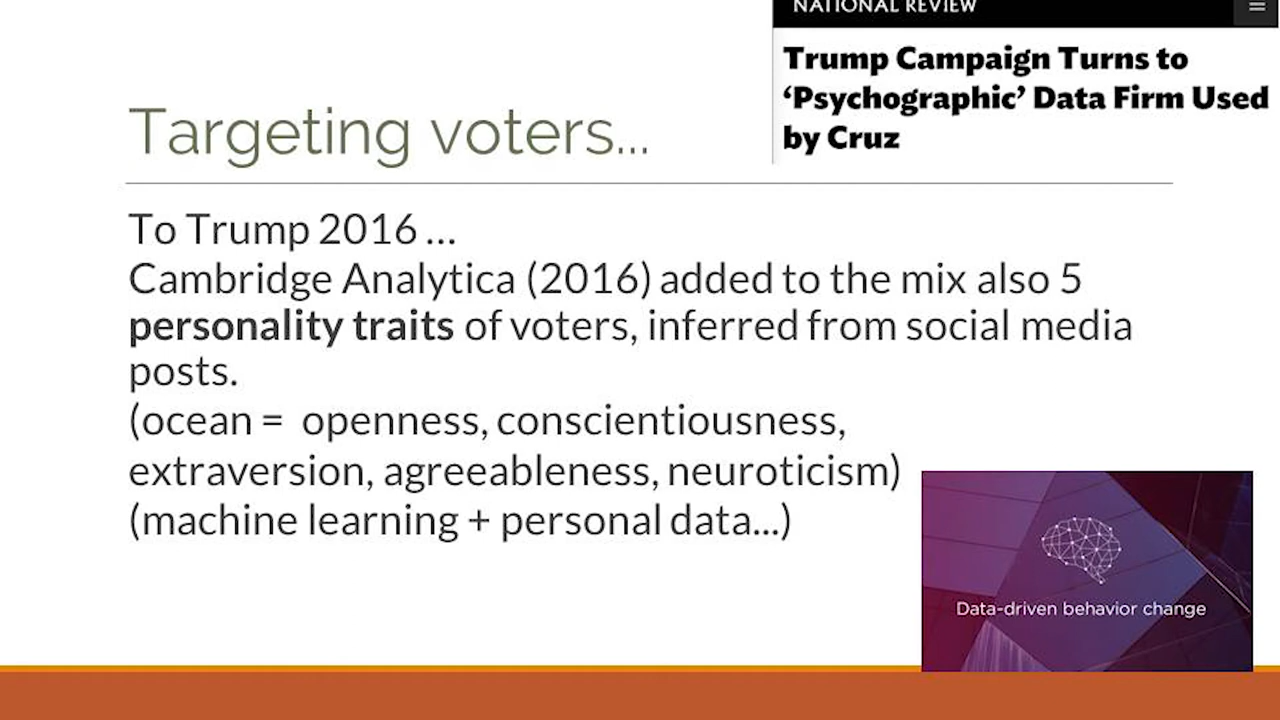 NATIONAL REVIEW
Trump Campaign Turns to
‘Psychographic’ Data Firm Used
by Cruz
Targeting voters...
To Trump 2016 ...
Cambridge Analytica (2016) added to the mix also 5
personality traits of voters, inferred from social media
posts.
(ocean = openness, conscientiousness,
extraversion, agreeableness, neuroticism)
(machine learning + personal data...)
Data-driven behavior change